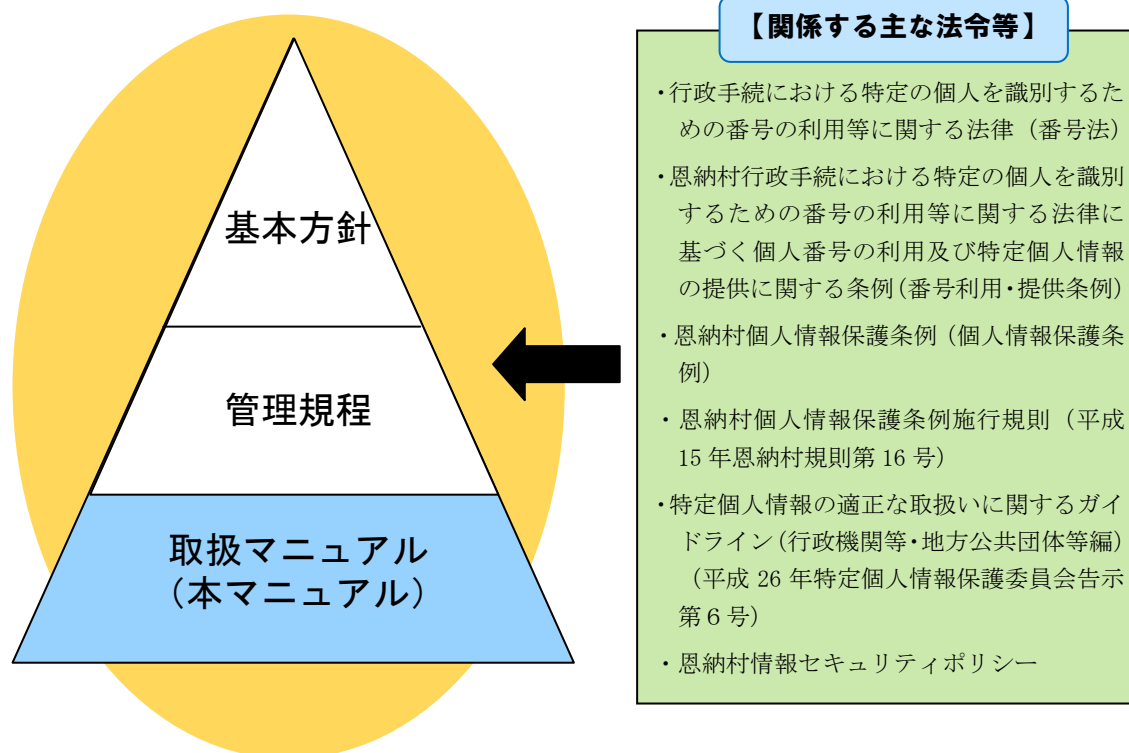 基本方針
管理規程
取扱マニュアル
（本マニュアル）
【関係する主な法令等】
・行政手続における特定の個人を識別するた
めの番号の利用等に関する法律（番号法）
・恩納村行政手続における特定の個人を識別
するための番号の利用等に関する法律に
基づく個人番号の利用及び特定個人情報
の提供に関する条例（番号利用・提供条例）
・恩納村個人情報保護条例（個人情報保護条
例）
・恩納村個人情報保護条例施行規則（平成
15 年恩納村規則第 16 号）
・特定個人情報の適正な取扱いに関するガイ
ドライン（行政機関等・地方公共団体等編）
（平成 26 年特定個人情報保護委員会告示
第６号）
・恩納村情報セキュリティポリシー